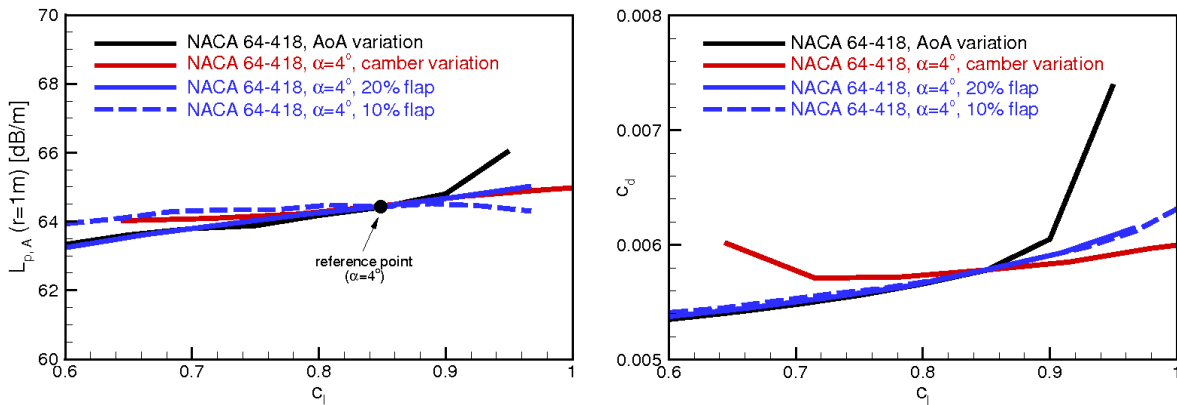 70
68
66
64
62
60
L_p,A (r=1m) [dB/m]
NACA 64-418, AoA variation
NACA 64-418, α=4°, camber variation
NACA 64-418, α=4°, 20% flap
NACA 64-418, α=4°, 10% flap
reference point
(α=4°)
0.6 0.7 0.8 0.9 1
c_l
0.008
0.007
0.006
0.005
c_d
NACA 64-418, AoA variation
NACA 64-418, α=4°, camber variation
NACA 64-418, α=4°, 20% flap
NACA 64-418, α=4°, 10% flap
0.6 0.7 0.8 0.9 1
c_l